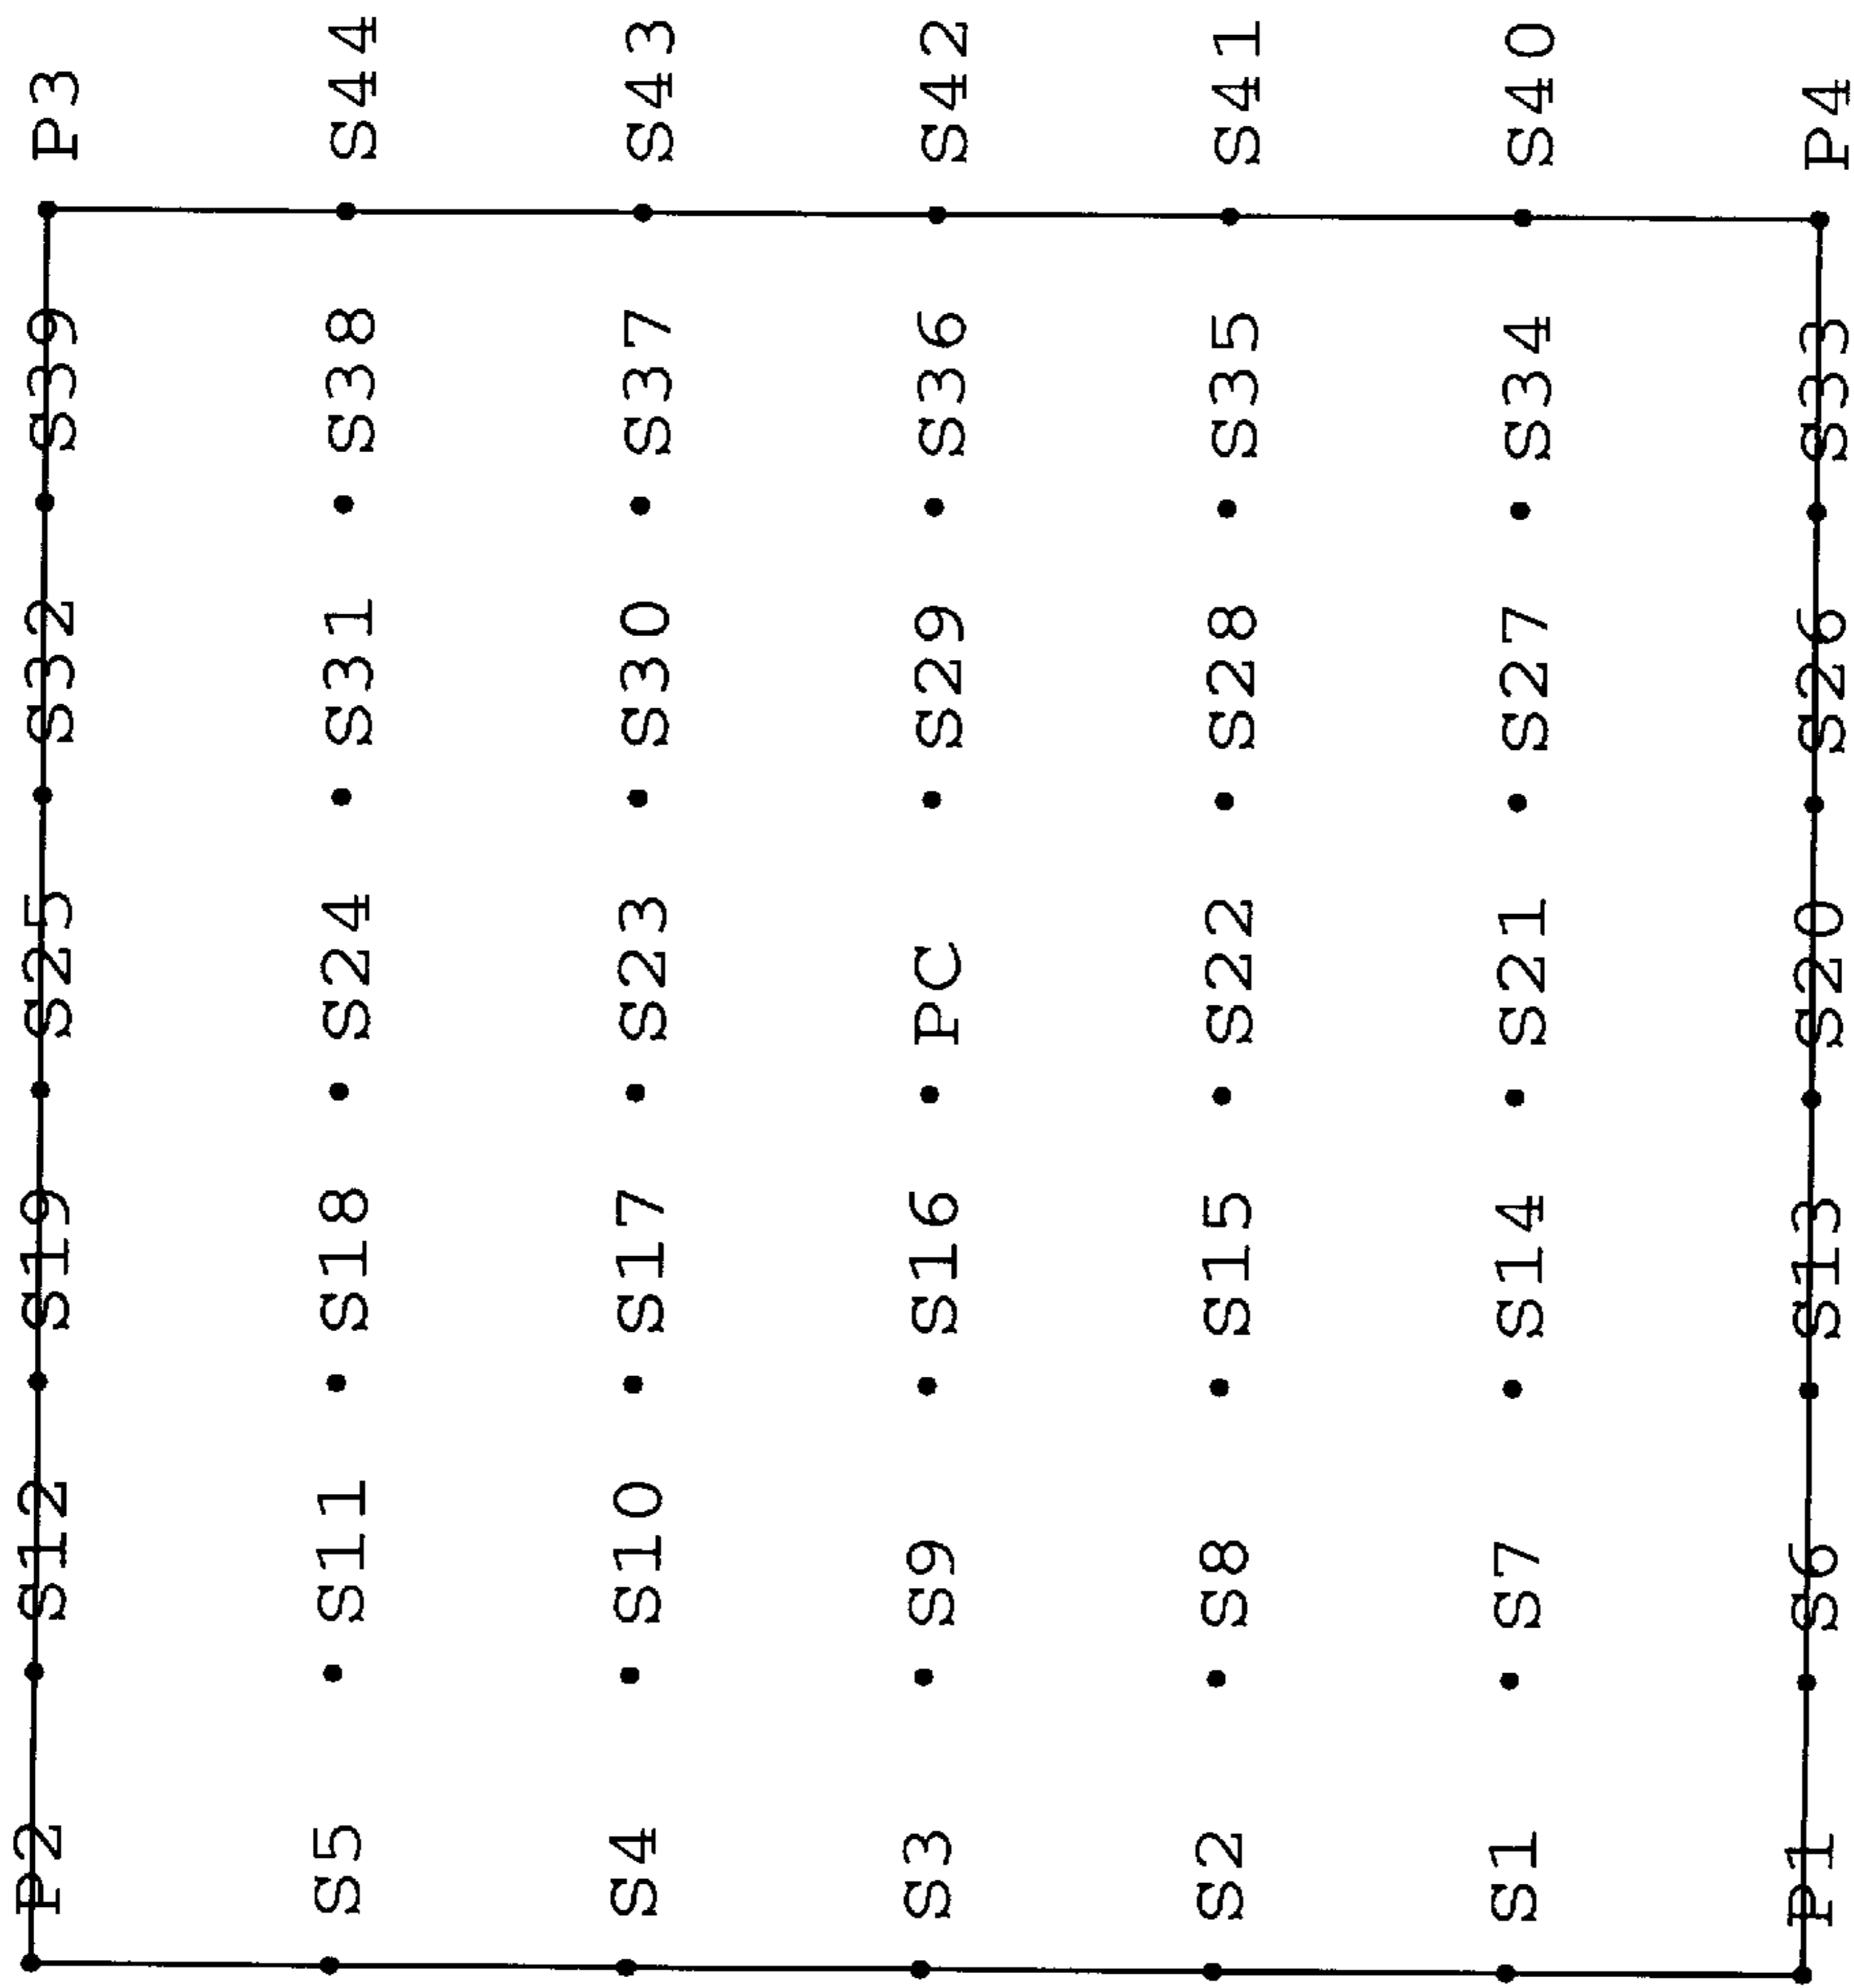 P2 S12 S19 S25 S32 S39 P3
S5 S11 S18 S24 S31 S38 S44
S4 S10 S17 S23 S30 S37 S43
S3 S9 S16 PC S29 S36 S42
S2 S8 S15 S22 S28 S35 S41
S1 S7 S14 S21 S27 S34 S40
P1 S6 S13 S20 S26 S33 P4